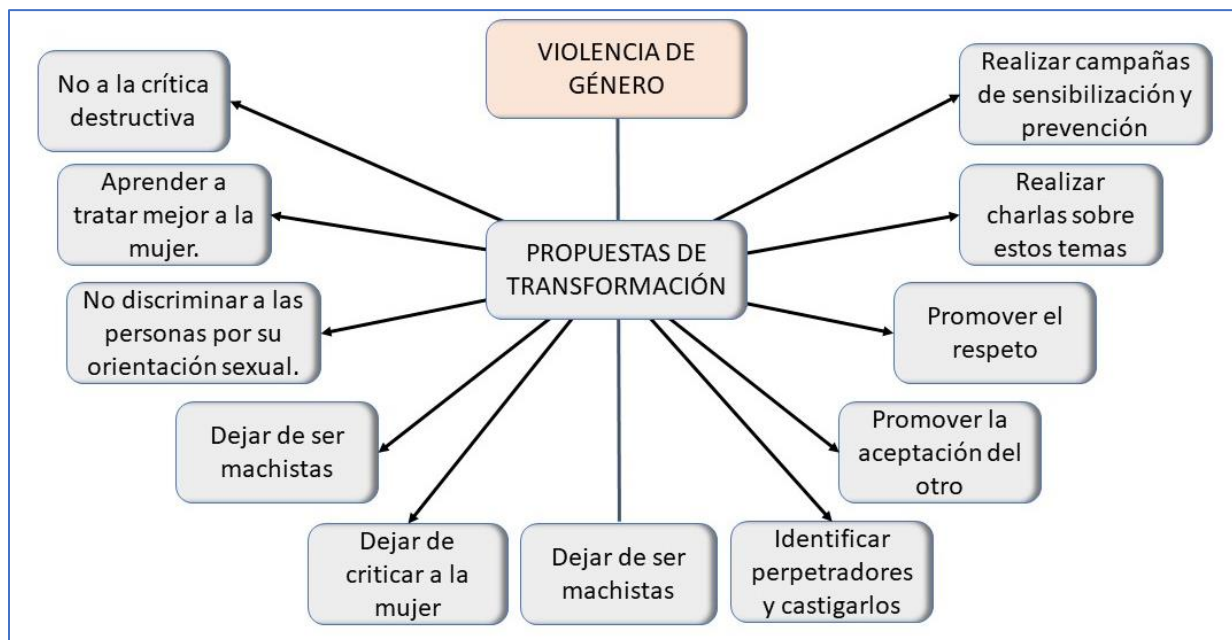 VIOLENCIA DE
GÉNERO
PROPUESTAS DE
TRANSFORMACIÓN
No a la crítica
destructiva
Aprender a
tratar mejor a la
mujer.
No discriminar a las
personas por su
orientación sexual.
Dejar de ser
machistas
Dejar de
criticar a la
mujer
Dejar de ser
machistas
Identificar
perpetradores
y castigarlos
Promover la
aceptación del
otro
Promover el
respeto
Realizar
charlas sobre
estos temas
Realizar campañas
de sensibilización y
prevención